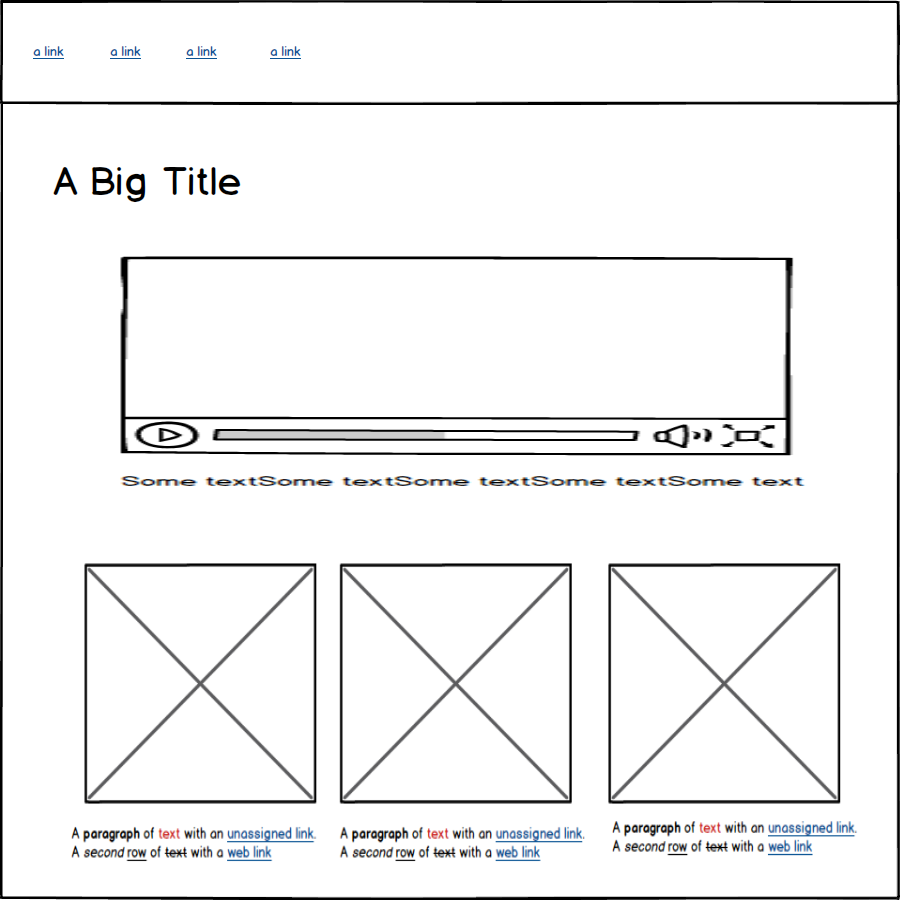 a link a link a link a link
A Big Title
Some textSome textSome textSome textSome text
A paragraph of text with an unassigned link.
A second row of text with a web link
A paragraph of text with an unassigned link.
A second row of text with a web link
A paragraph of text with an unassigned link.
A second row of text with a web link